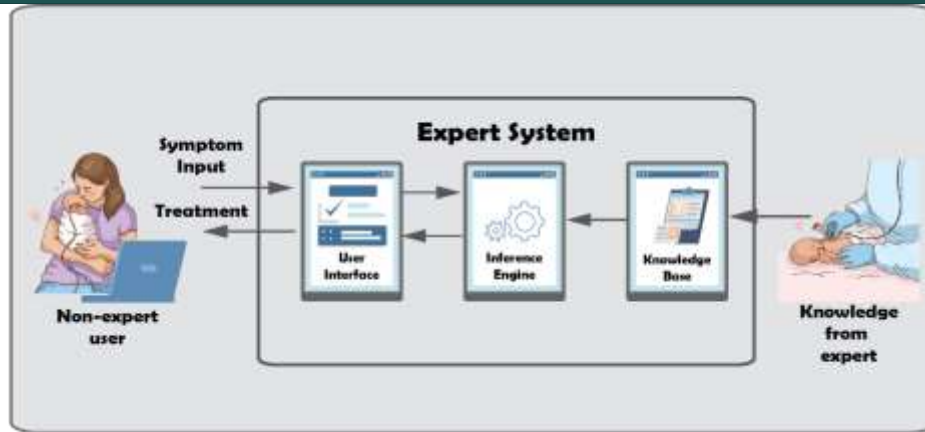 Expert System
Symptom
Input
Treatment
User
Interface
Inference
Engine
Knowledge
Base
Non-expert
user
Knowledge
from
expert